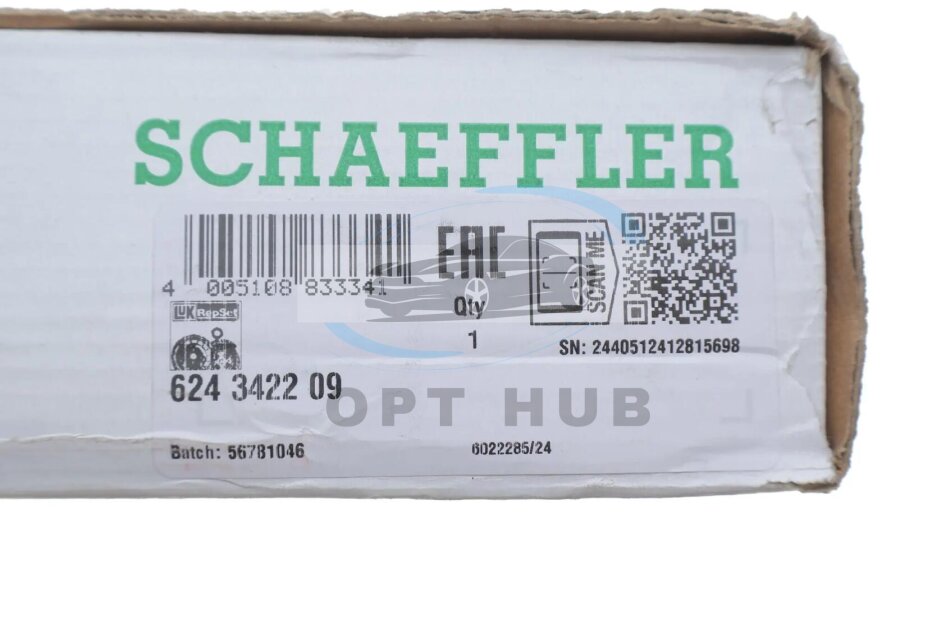 SCHAEFFLER
EAC
SCAN ME
4 005108 833341
Qty
LUK RepSet
1
SN: 2440512412815698
624 3422 09
OPT HUB
Batch: 56781046
6022285/24